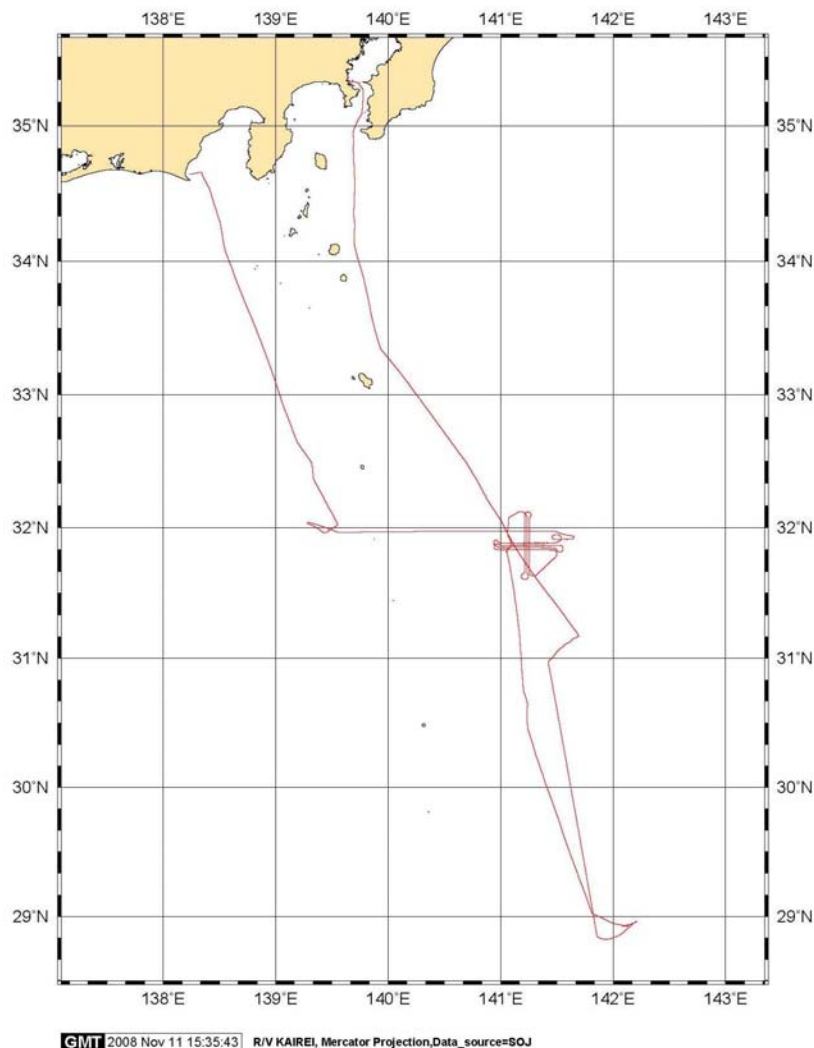 138°E 139°E 140°E 141°E 142°E 143°E
35°N 35°N
34°N 34°N
33°N 33°N
32°N 32°N
31°N 31°N
30°N 30°N
29°N 29°N
138°E 139°E 140°E 141°E 142°E 143°E
GMT 2008 Nov 11 15:35:43 R/V KAIREI, Mercator Projection,Data_source=SOJ